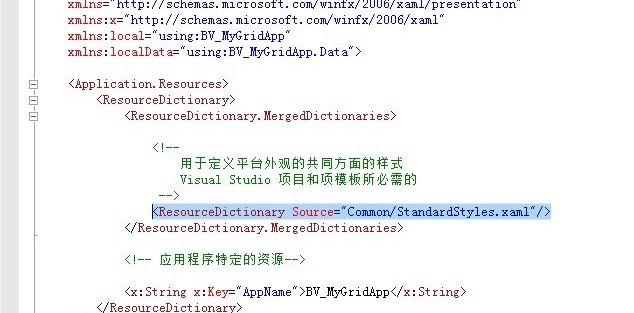 xmlns="http://schemas.microsoft.com/winfx/2006/xaml/presentation"
xmlns:x="http://schemas.microsoft.com/winfx/2006/xaml"
xmlns:local="using:BV_MyGridApp"
xmlns:localData="using:BV_MyGridApp.Data">
<Application.Resources>
<ResourceDictionary>
<ResourceDictionary.MergedDictionaries>
<!--
用于定义平台外观的共同方面的样式
Visual Studio 项目和项模板所必需的
-->
<ResourceDictionary Source="Common/StandardStyles.xaml"/>
</ResourceDictionary.MergedDictionaries>
<!-- 应用程序特定的资源-->
<x:String x:Key="AppName">BV_MyGridApp</x:String>
</ResourceDictionary>